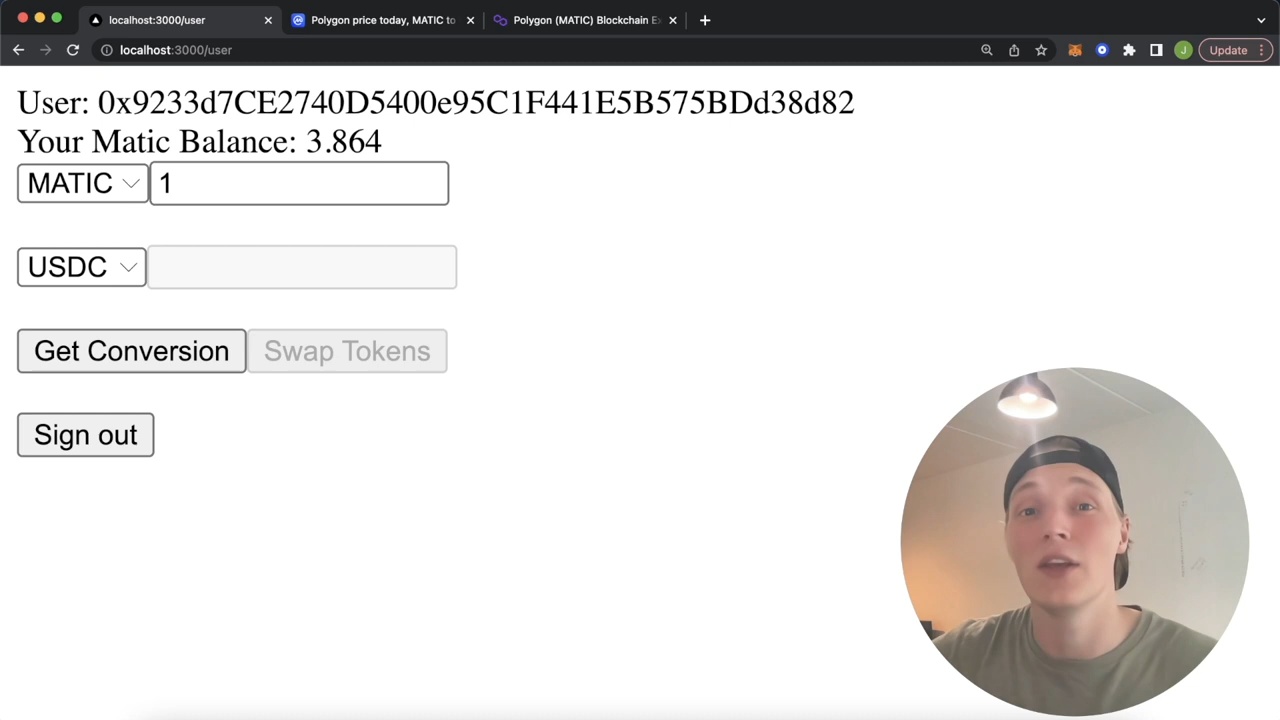 localhost:3000/user
Polygon price today, MATIC to
Polygon (MATIC) Blockchain Ex
localhost:3000/user
J
Update
User: 0x9233d7CE2740D5400e95C1F441E5B575BDd38d82
Your Matic Balance: 3.864
MATIC 1
USDC
Get Conversion Swap Tokens
Sign out